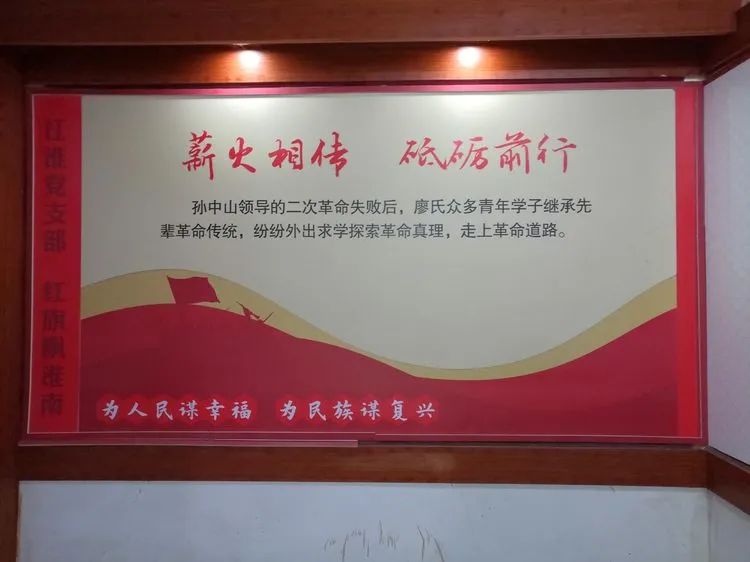 薪火相传 砥砺前行
孙中山领导的二次革命失败后，廖氏众多青年学子继承先
辈革命传统，纷纷外出求学探索革命真理，走上革命道路。
党支部 红旗飘淮南
为人民谋幸福 为民族谋复兴